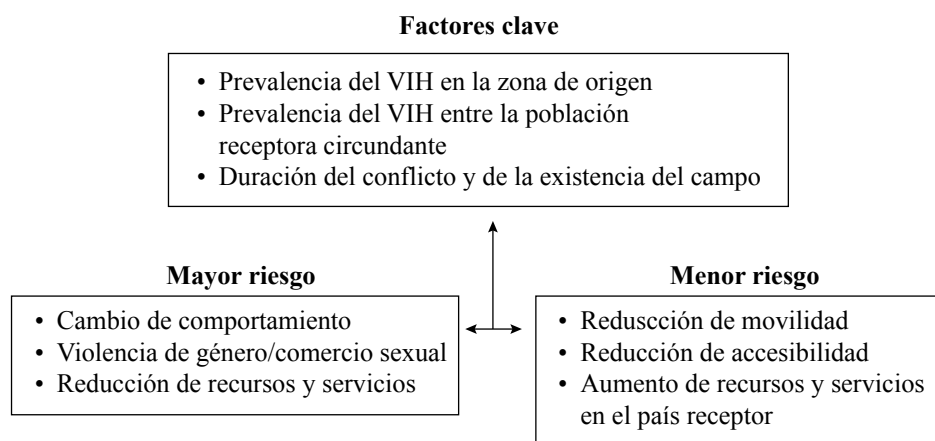 Factores clave
• Prevalencia del VIH en la zona de origen
• Prevalencia del VIH entre la población
receptora circundante
• Duración del conflicto y de la existencia del campo
Mayor riesgo
• Cambio de comportamiento
• Violencia de género/comercio sexual
• Reducción de recursos y servicios
Menor riesgo
• Reduscción de movilidad
• Reducción de accesibilidad
• Aumento de recursos y servicios
en el país receptor